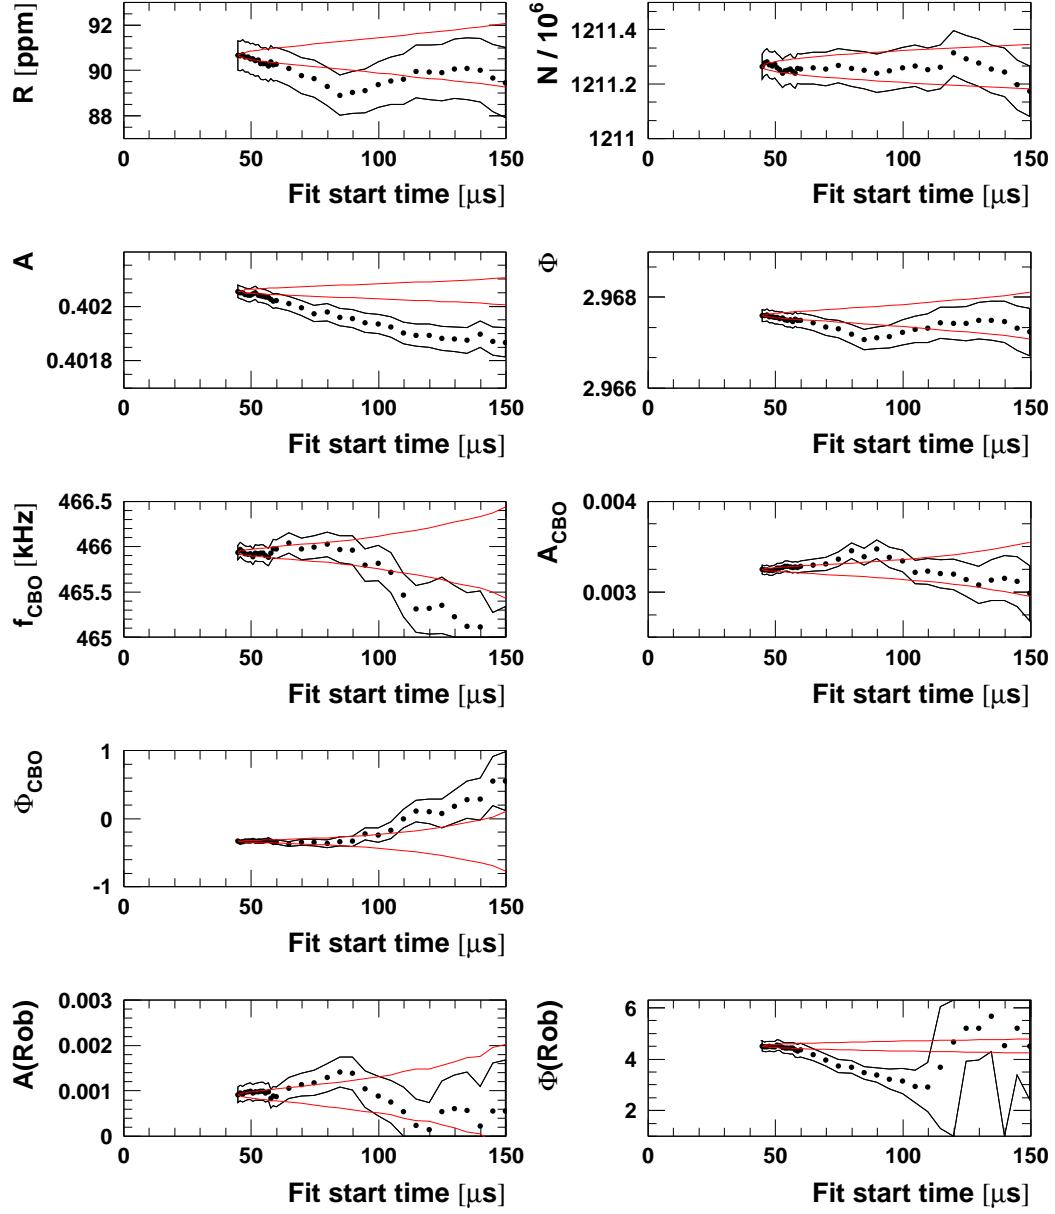 R [ppm]
92
90
88
0 50 100 150
Fit start time [μs]
N / 10⁶
1211.4
1211.2
1211
0 50 100 150
Fit start time [μs]
A
0.402
0.4018
0 50 100 150
Fit start time [μs]
Φ
2.968
2.966
0 50 100 150
Fit start time [μs]
f_CBO [kHz]
466.5
466
465.5
465
0 50 100 150
Fit start time [μs]
A_CBO
0.004
0.003
0 50 100 150
Fit start time [μs]
Φ_CBO
1
0
-1
0 50 100 150
Fit start time [μs]
A(Rob)
0.003
0.002
0.001
0
0 50 100 150
Fit start time [μs]
Φ(Rob)
6
4
2
0 50 100 150
Fit start time [μs]